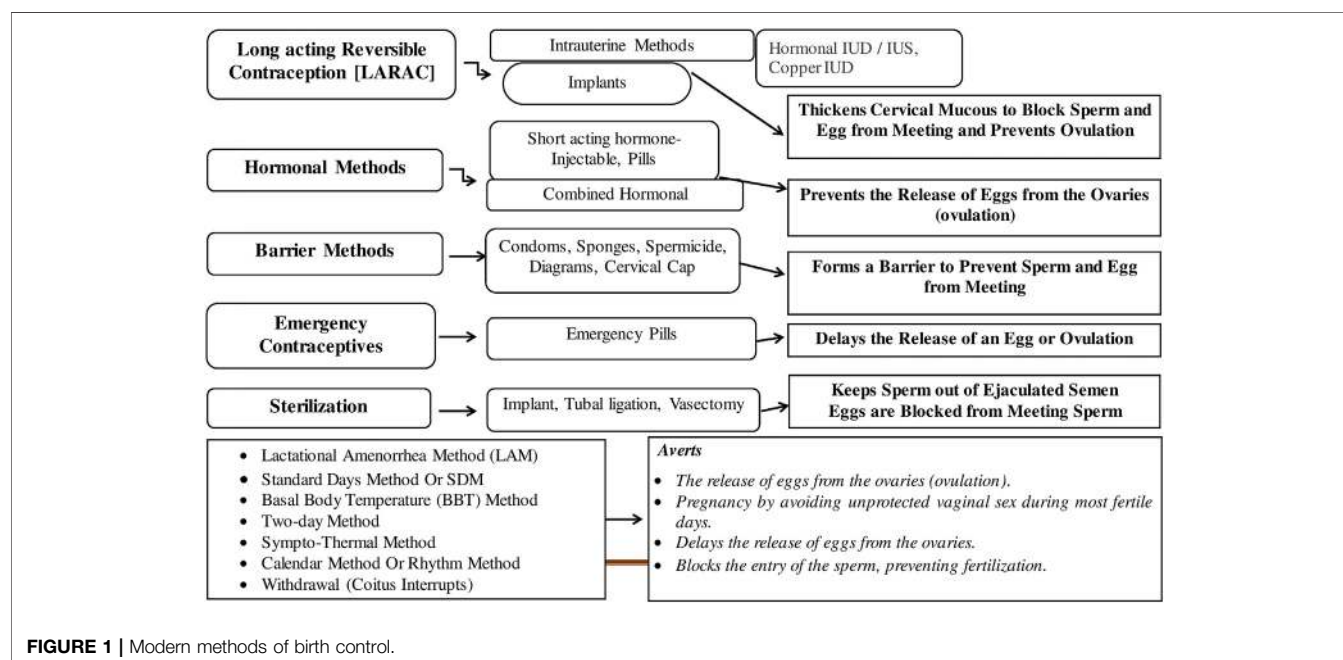 Long acting Reversible
Contraception [LARAC]
Intrauterine Methods
Hormonal IUD / IUS,
Copper IUD
Implants
Thickens Cervical Mucous to Block Sperm and
Egg from Meeting and Prevents Ovulation
Hormonal Methods
Short acting hormone-
Injectable, Pills
Combined Hormonal
Prevents the Release of Eggs from the Ovaries
(ovulation)
Barrier Methods
Condoms, Sponges, Spermicide,
Diagrams, Cervical Cap
Forms a Barrier to Prevent Sperm and Egg
from Meeting
Emergency
Contraceptives
Emergency Pills
Delays the Release of an Egg or Ovulation
Sterilization
Implant, Tubal ligation, Vasectomy
Keeps Sperm out of Ejaculated Semen
Eggs are Blocked from Meeting Sperm
• Lactational Amenorrhea Method (LAM)
• Standard Days Method Or SDM
• Basal Body Temperature (BBT) Method
• Two-day Method
• Sympto-Thermal Method
• Calendar Method Or Rhythm Method
• Withdrawal (Coitus Interrupts)
Averts
• The release of eggs from the ovaries (ovulation).
• Pregnancy by avoiding unprotected vaginal sex during most fertile
days.
• Delays the release of eggs from the ovaries.
• Blocks the entry of the sperm, preventing fertilization.
FIGURE 1 | Modern methods of birth control.